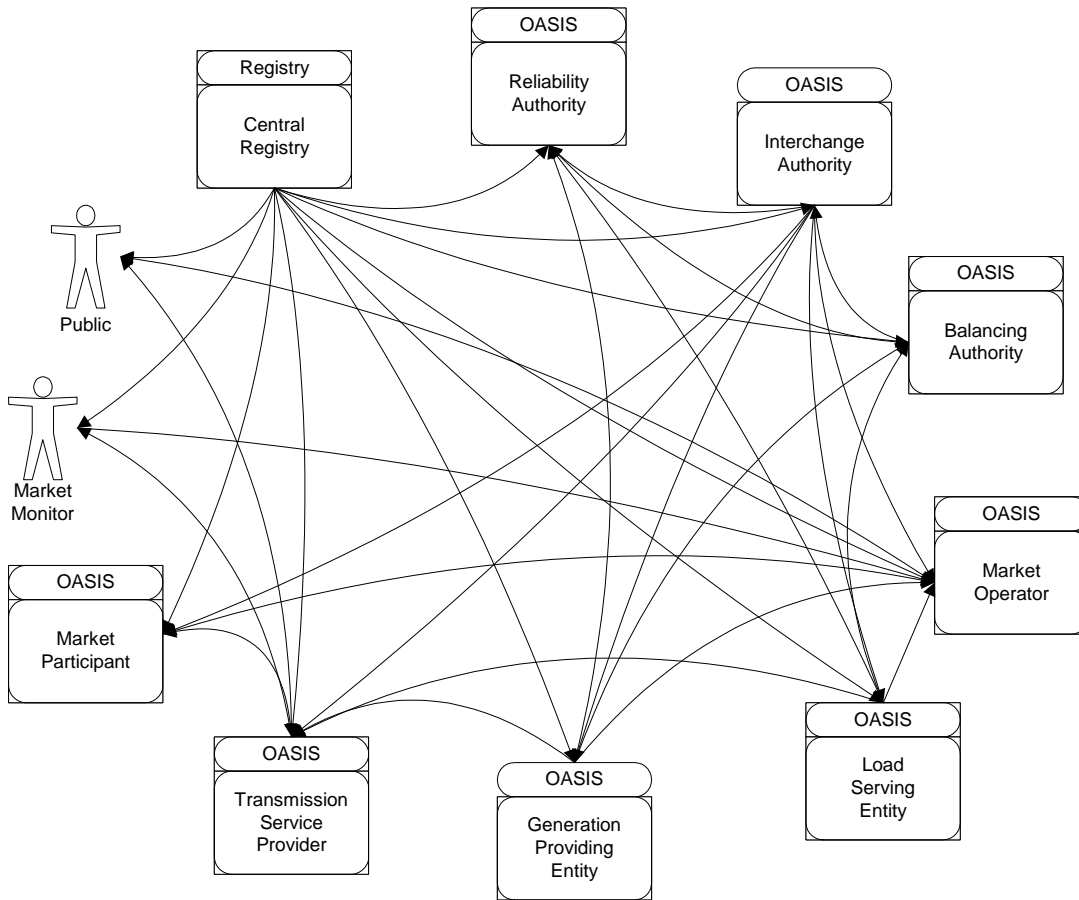 OASIS
Reliability
Authority
Registry
Central
Registry
OASIS
Interchange
Authority
Public
OASIS
Balancing
Authority
Market
Monitor
OASIS
Market
Operator
OASIS
Market
Participant
OASIS
Load
Serving
Entity
OASIS
Transmission
Service
Provider
OASIS
Generation
Providing
Entity